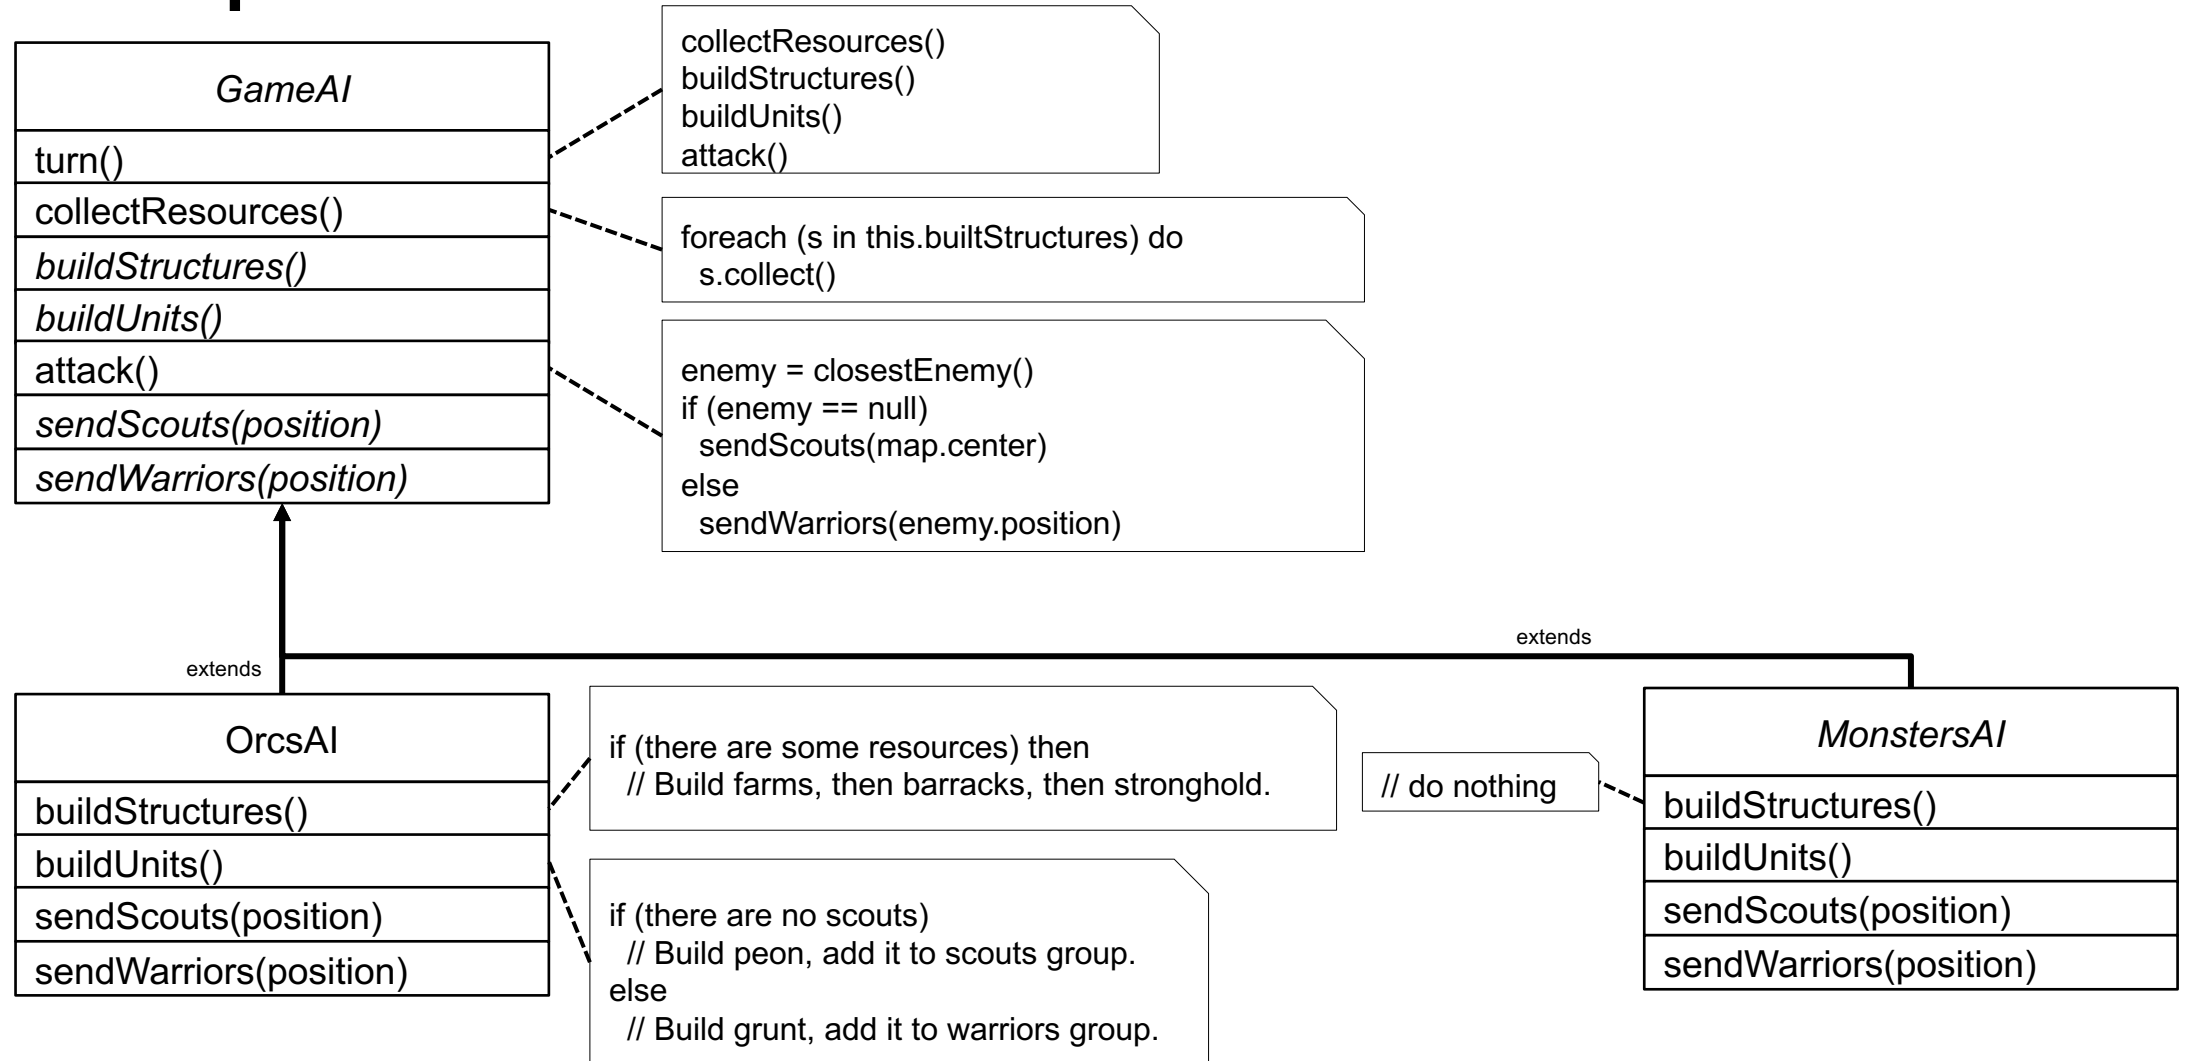 GameAI
turn()
collectResources()
buildStructures()
buildUnits()
attack()
sendScouts(position)
sendWarriors(position)
collectResources()
buildStructures()
buildUnits()
attack()
foreach (s in this.builtStructures) do
s.collect()
enemy = closestEnemy()
if (enemy == null)
sendScouts(map.center)
else
sendWarriors(enemy.position)
extends
extends
OrcsAI
buildStructures()
buildUnits()
sendScouts(position)
sendWarriors(position)
if (there are some resources) then
// Build farms, then barracks, then stronghold.
if (there are no scouts)
// Build peon, add it to scouts group.
else
// Build grunt, add it to warriors group.
// do nothing
MonstersAI
buildStructures()
buildUnits()
sendScouts(position)
sendWarriors(position)